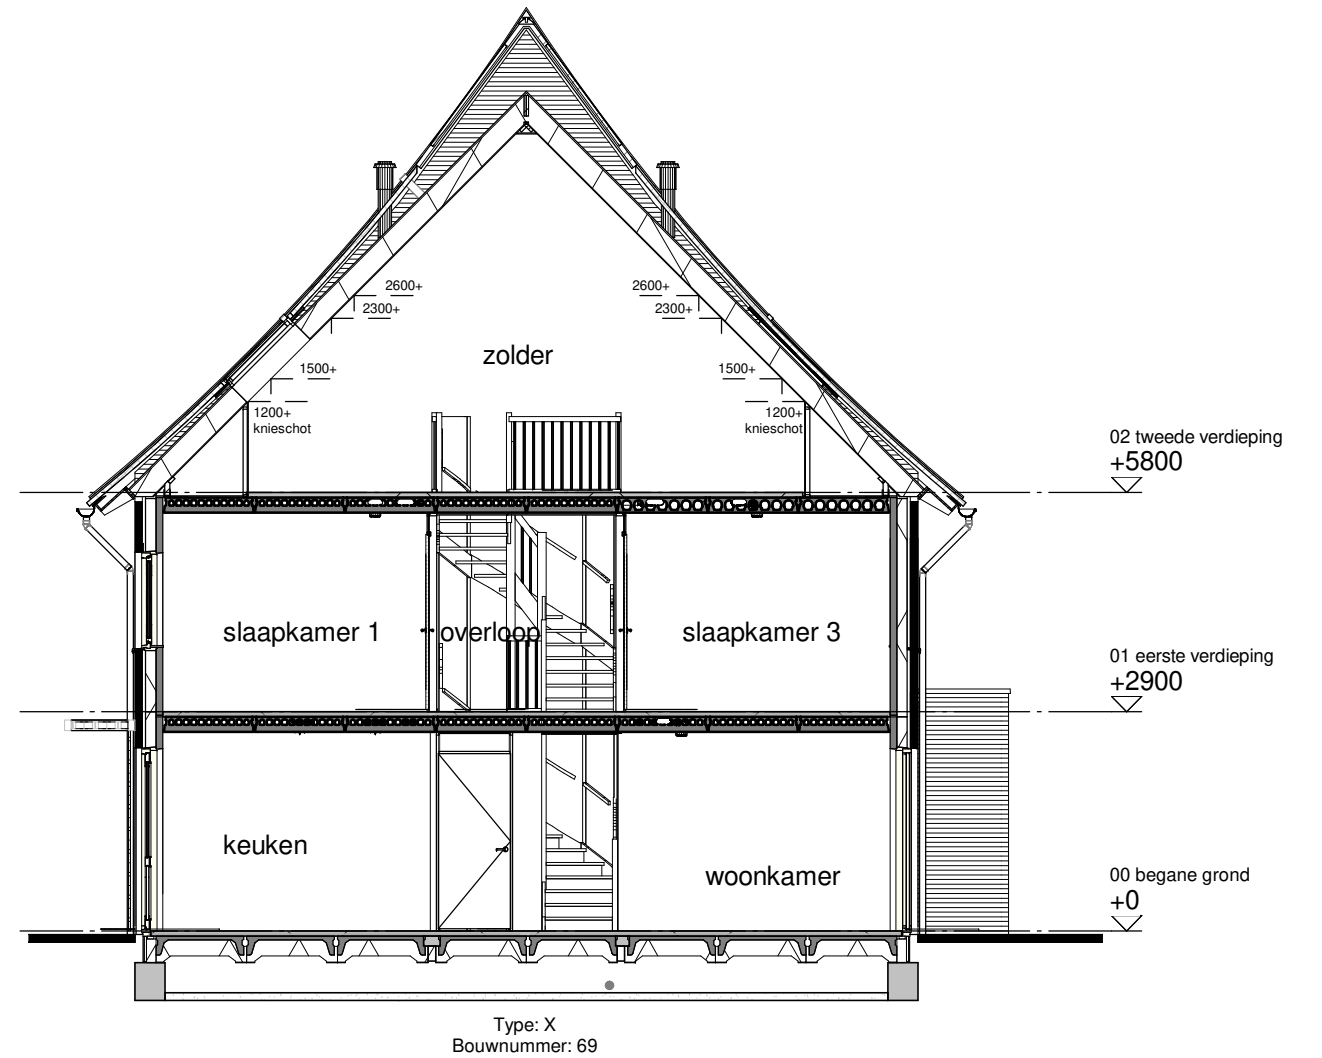 2600+ 2600+
2300+ 2300+
zolder
1500+ 1500+
1200+ 1200+
knieschot knieschot
02 tweede verdieping
+5800
slaapkamer 1 overloop slaapkamer 3
01 eerste verdieping
+2900
keuken
woonkamer
00 begane grond
+0
Type: X
Bouwnummer: 69